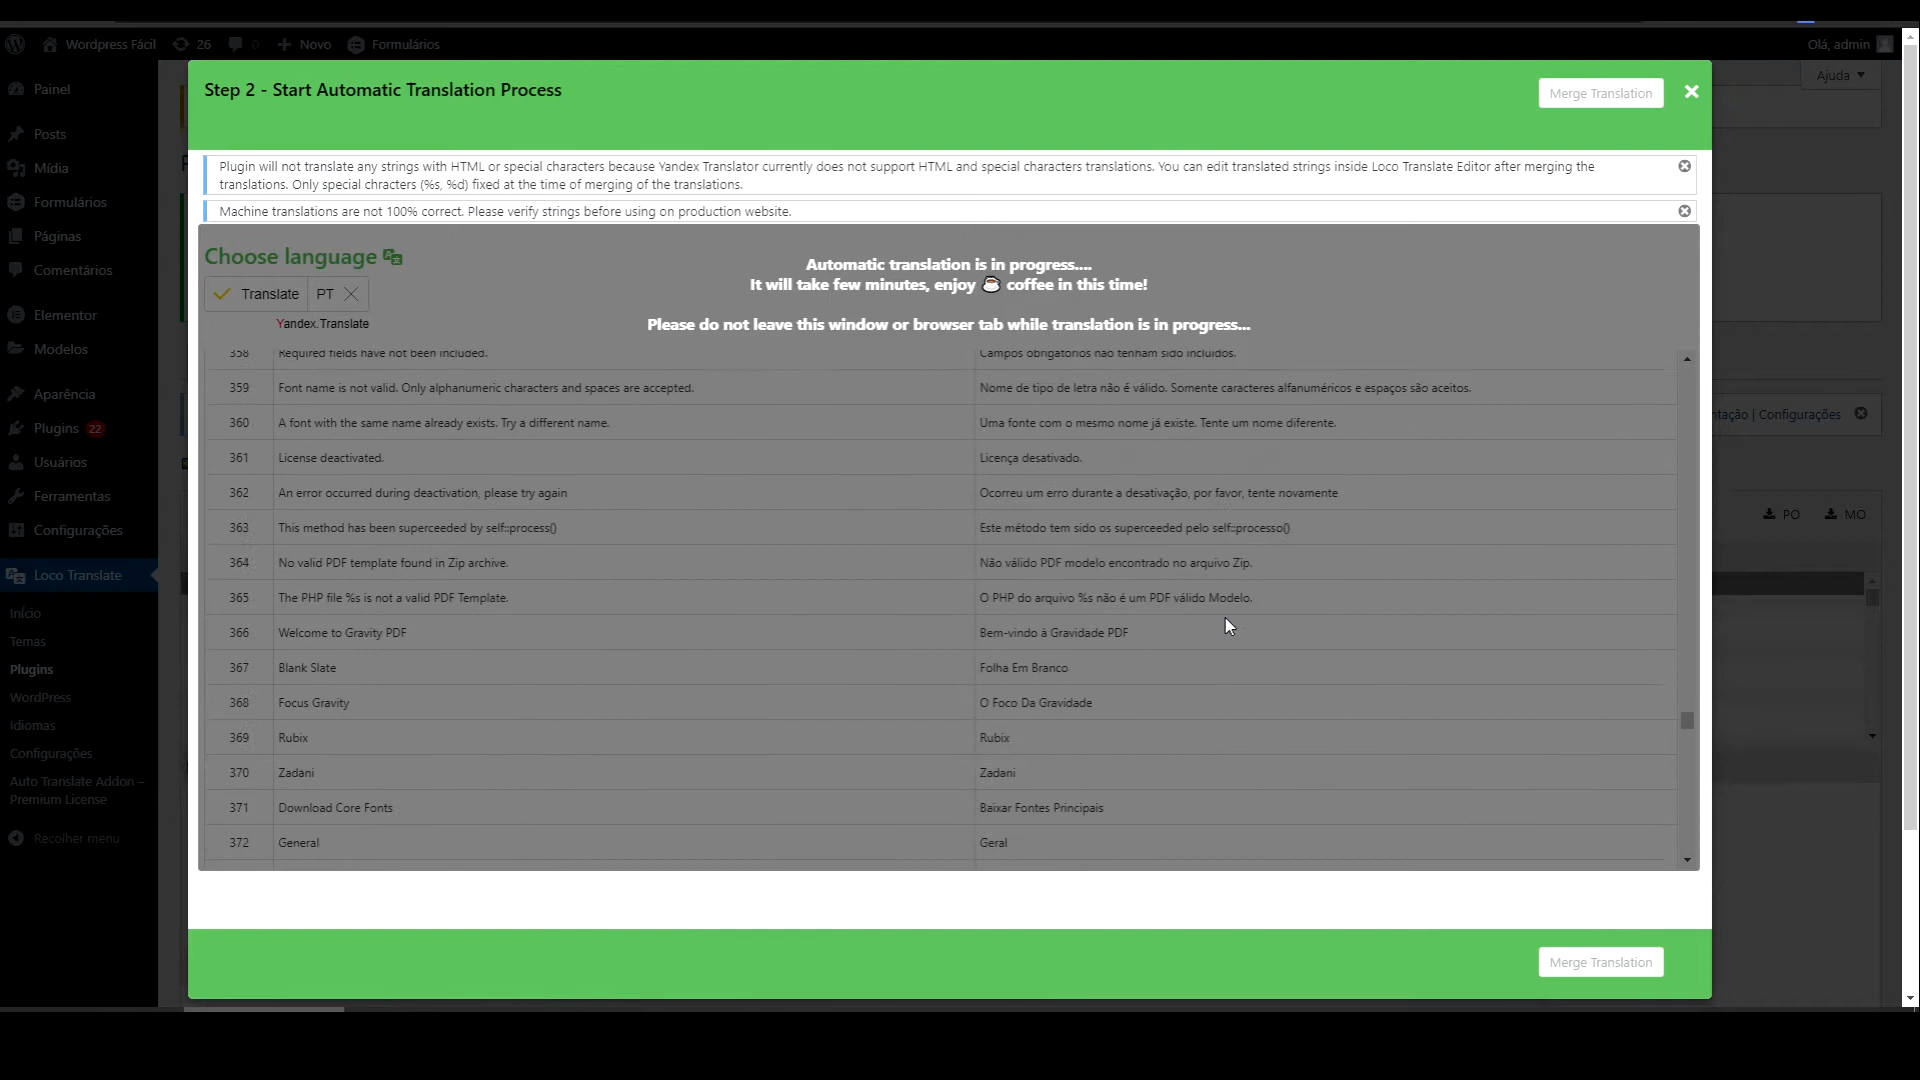 Wordpress Fácil 26 0 Novo Formulários Olá, admin
Ajuda
Painel
Posts
Mídia
Formulários
Páginas
Comentários
Elementor
Modelos
Aparência
Plugins 22
Usuários
Ferramentas
Configurações
Loco Translate
Início
Temas
Plugins
WordPress
Idiomas
Configurações
Auto Translate Addon –
Premium License
Recolher menu
Step 2 - Start Automatic Translation Process
Merge Translation
Plugin will not translate any strings with HTML or special characters because Yandex Translator currently does not support HTML and special characters translations. You can edit translated strings inside Loco Translate Editor after merging the
translations. Only special chracters (%s, %d) fixed at the time of merging of the translations.
Machine translations are not 100% correct. Please verify strings before using on production website.
Choose language
Translate PT
Yandex.Translate
Automatic translation is in progress....
It will take few minutes, enjoy ☕ coffee in this time!
Please do not leave this window or browser tab while translation is in progress...
358 Required fields have not been included. Campos obrigatórios não tenham sido incluídos.
359 Font name is not valid. Only alphanumeric characters and spaces are accepted. Nome de tipo de letra não é válido. Somente caracteres alfanuméricos e espaços são aceitos.
360 A font with the same name already exists. Try a different name. Uma fonte com o mesmo nome já existe. Tente um nome diferente.
361 License deactivated. Licença desativado.
362 An error occurred during deactivation, please try again Ocorreu um erro durante a desativação, por favor, tente novamente
363 This method has been superceeded by self::process() Este método tem sido os superceeded pelo self::processo()
364 No valid PDF template found in Zip archive. Não válido PDF modelo encontrado no arquivo Zip.
365 The PHP file %s is not a valid PDF Template. O PHP do arquivo %s não é um PDF válido Modelo.
366 Welcome to Gravity PDF Bem-vindo à Gravidade PDF
367 Blank Slate Folha Em Branco
368 Focus Gravity O Foco Da Gravidade
369 Rubix Rubix
370 Zadani Zadani
371 Download Core Fonts Baixar Fontes Principais
372 General Geral
ntação | Configurações
PO MO
Merge Translation